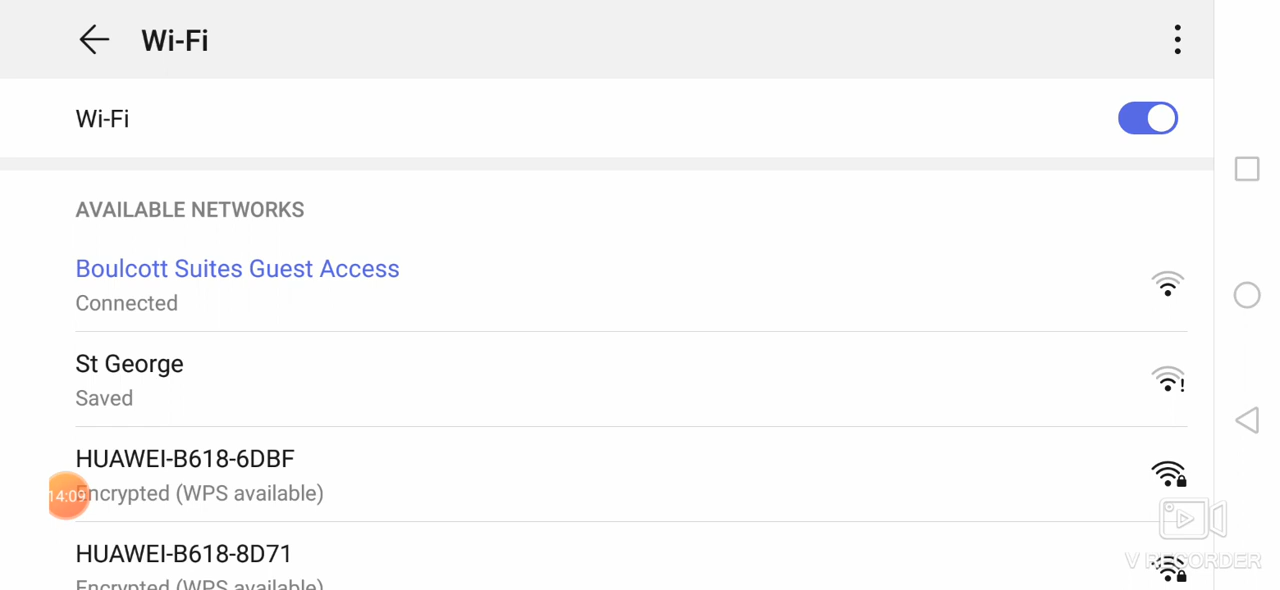 Wi-Fi
Wi-Fi
AVAILABLE NETWORKS
Boulcott Suites Guest Access
Connected
St George
Saved
HUAWEI-B618-6DBF
14:09
Encrypted (WPS available)
V RECORDER
HUAWEI-B618-8D71
Encrypted (WPS available)